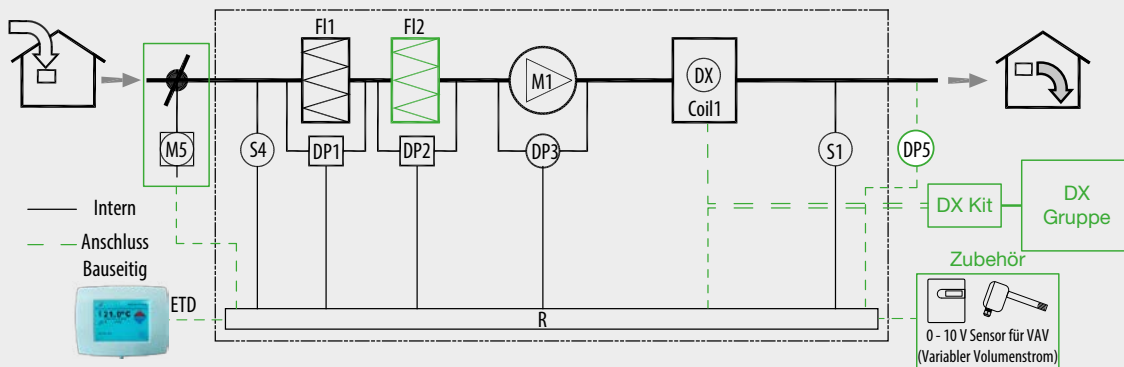 FI1
FI2
M1
DX
Coil1
M5
S4
DP1
DP2
DP3
S1
DP5
Intern
Anschluss
Bauseitig
DX Kit
DX
Gruppe
Zubehör
ETD
21.0°C
R
0 - 10 V Sensor für VAV
(Variabler Volumenstrom)